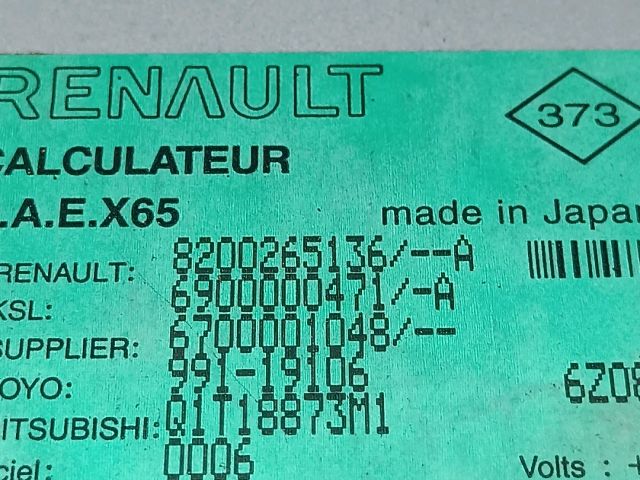 RENAULT
373
CALCULATEUR
.A.E.X65 made in Japan
RENAULT: 8200265136/--A
KSL: 6900000471/-A
SUPPLIER: 6700001048/--
OYO: 991-19106
ITSUBISHI: Q1T18873M1
6Z08
ciel: 0006
Volts : +